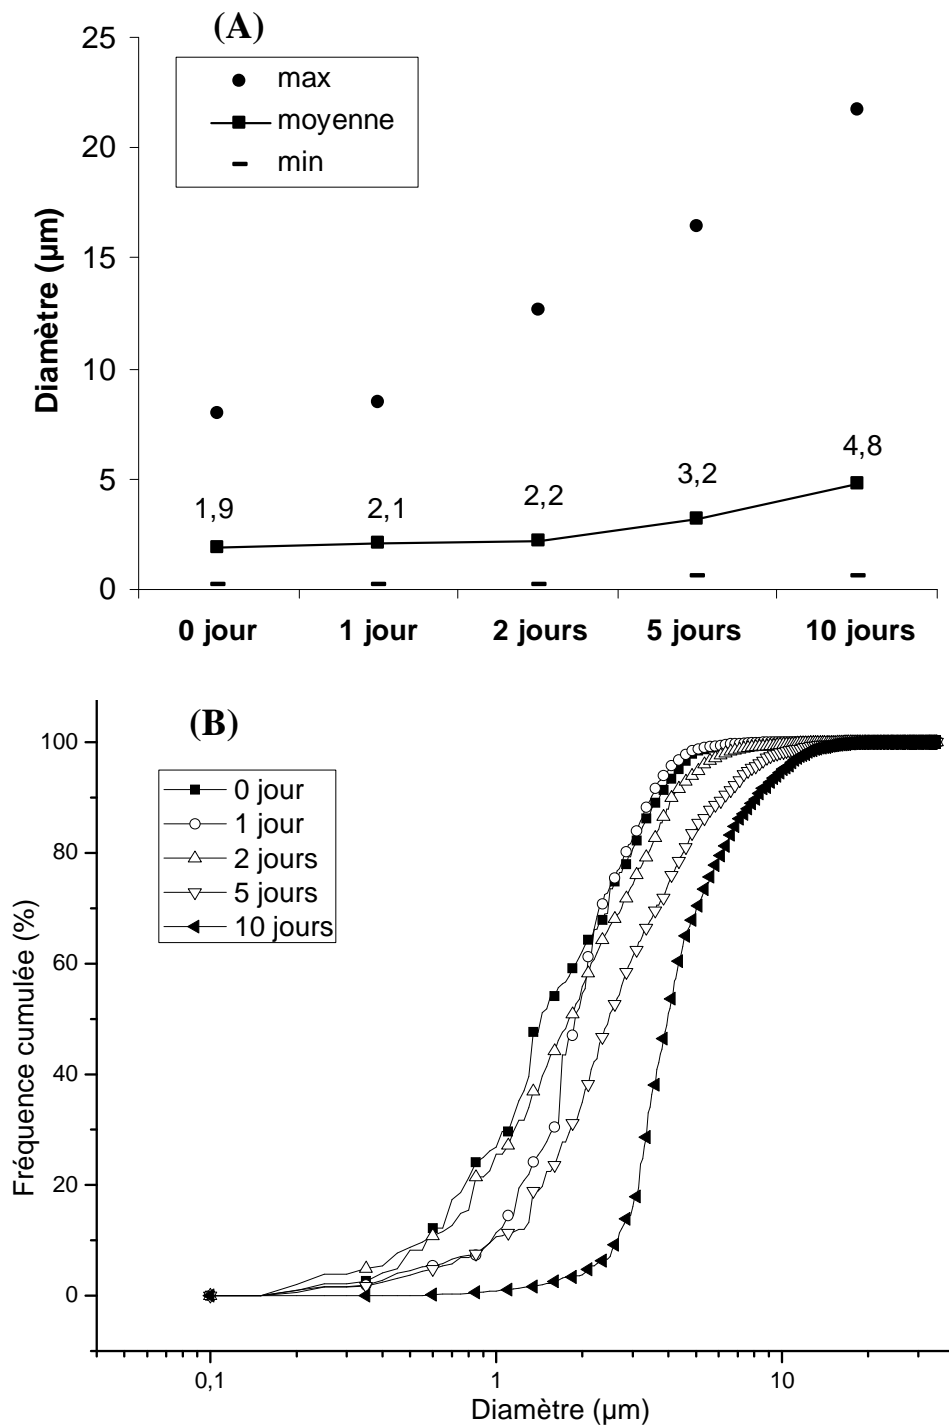 (A)
25
20
15
10
5
0
Diamètre (µm)
max
moyenne
min
1,9
2,1
2,2
3,2
4,8
0 jour
1 jour
2 jours
5 jours
10 jours
(B)
100
80
60
40
20
0
Fréquence cumulée (%)
0 jour
1 jour
2 jours
5 jours
10 jours
0,1
1
10
Diamètre (µm)